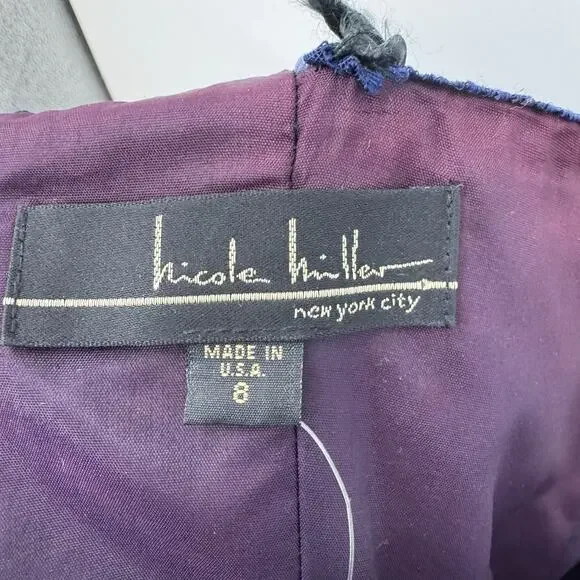 nicole miller
new york city
MADE IN
U.S.A.
8